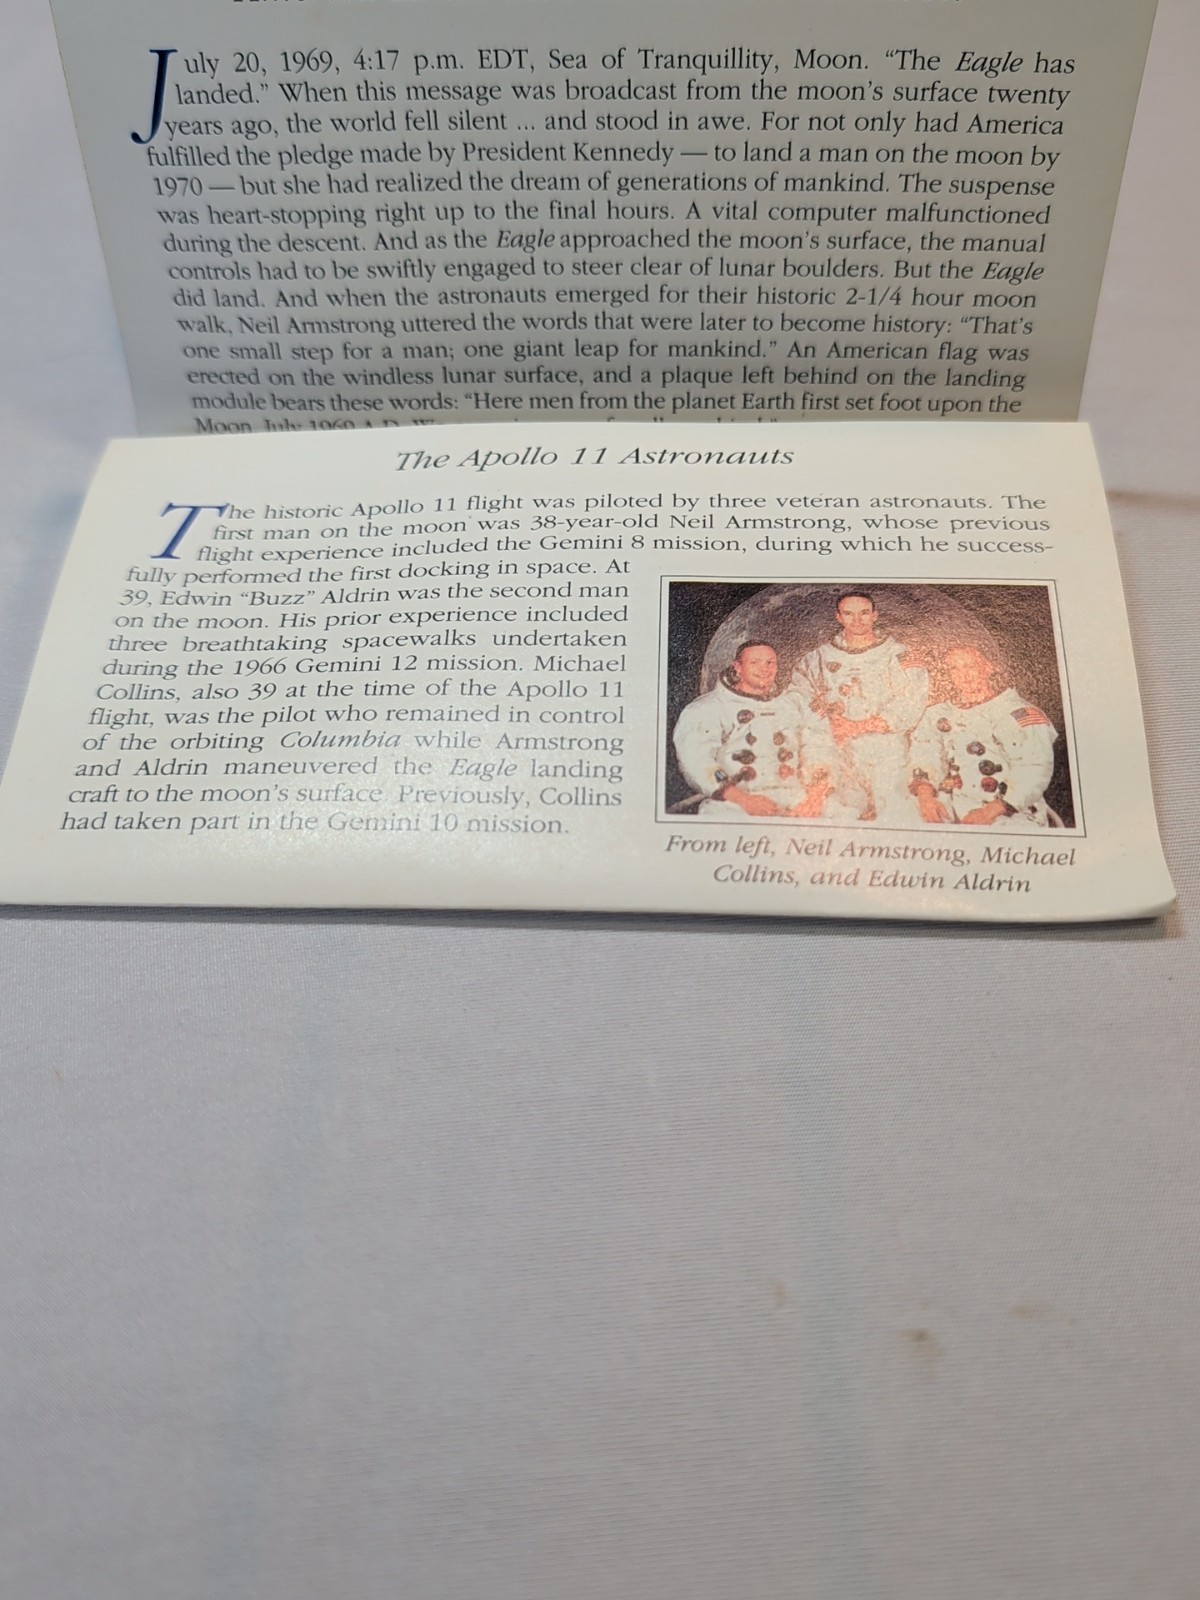 July 20, 1969, 4:17 p.m. EDT, Sea of Tranquillity, Moon. “The Eagle has
landed.” When this message was broadcast from the moon’s surface twenty
years ago, the world fell silent ... and stood in awe. For not only had America
fulfilled the pledge made by President Kennedy — to land a man on the moon by
1970 — but she had realized the dream of generations of mankind. The suspense
was heart-stopping right up to the final hours. A vital computer malfunctioned
during the descent. And as the Eagle approached the moon’s surface, the manual
controls had to be swiftly engaged to steer clear of lunar boulders. But the Eagle
did land. And when the astronauts emerged for their historic 2-1/4 hour moon
walk, Neil Armstrong uttered the words that were later to become history: “That’s
one small step for a man; one giant leap for mankind.” An American flag was
erected on the windless lunar surface, and a plaque left behind on the landing
module bears these words: “Here men from the planet Earth first set foot upon the
Moon July 1969 A.D.
The Apollo 11 Astronauts
The historic Apollo 11 flight was piloted by three veteran astronauts. The
first man on the moon was 38-year-old Neil Armstrong, whose previous
flight experience included the Gemini 8 mission, during which he success-
fully performed the first docking in space. At
39, Edwin “Buzz” Aldrin was the second man
on the moon. His prior experience included
three breathtaking spacewalks undertaken
during the 1966 Gemini 12 mission. Michael
Collins, also 39 at the time of the Apollo 11
flight, was the pilot who remained in control
of the orbiting Columbia while Armstrong
and Aldrin maneuvered the Eagle landing
craft to the moon’s surface. Previously, Collins
had taken part in the Gemini 10 mission.
From left, Neil Armstrong, Michael
Collins, and Edwin Aldrin